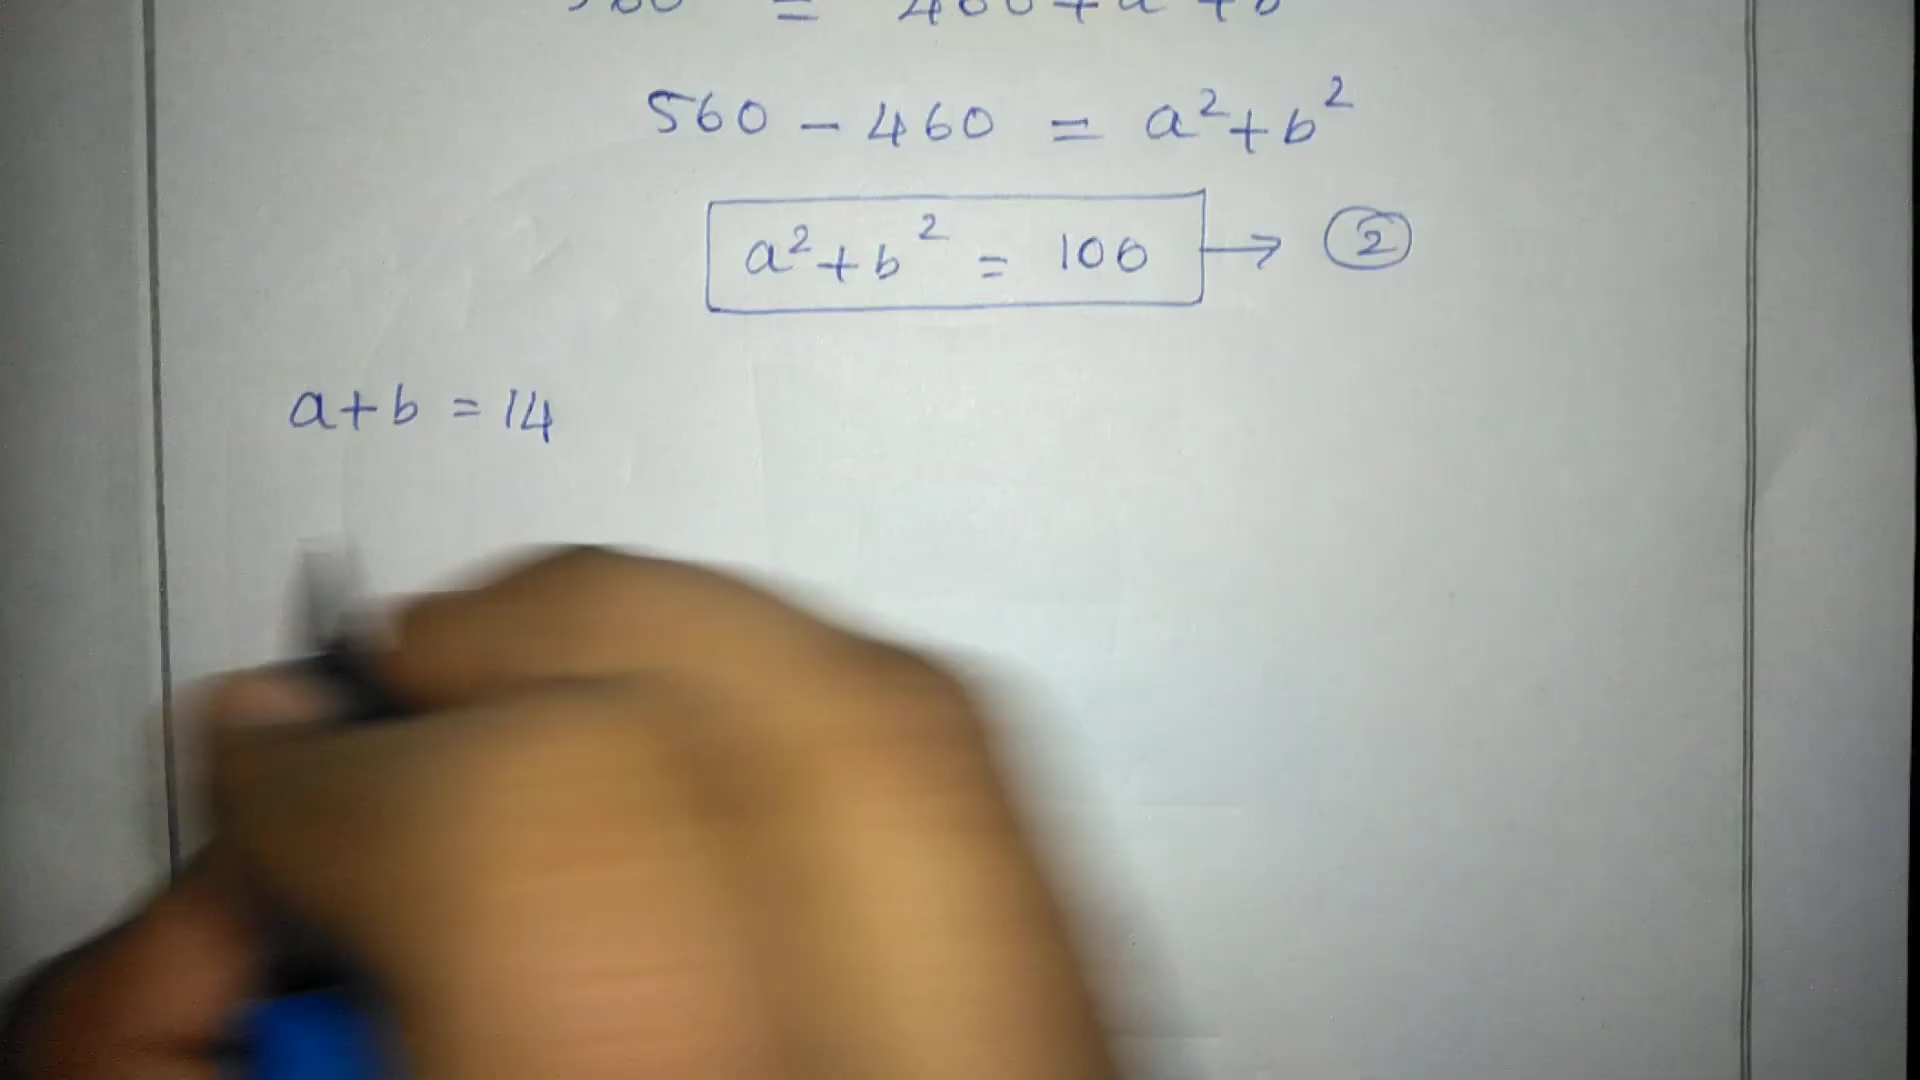 560 - 460 = a²+b²
a²+b² = 100 → ②
a+b = 14